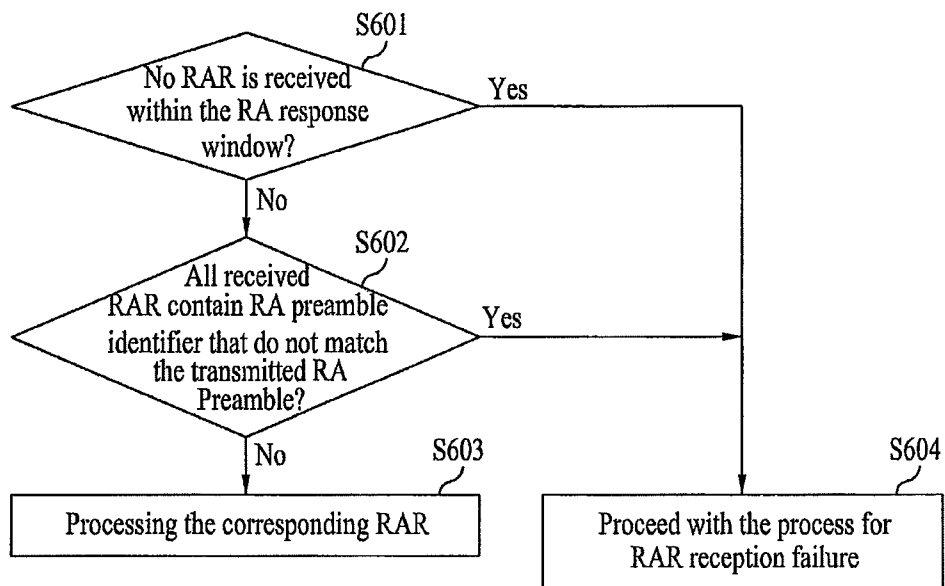 S601
No RAR is received
within the RA response
window?
Yes
No
S602
All received
RAR contain RA preamble
identifier that do not match
the transmitted RA
Preamble?
Yes
No
S603
Processing the corresponding RAR
S604
Proceed with the process for
RAR reception failure